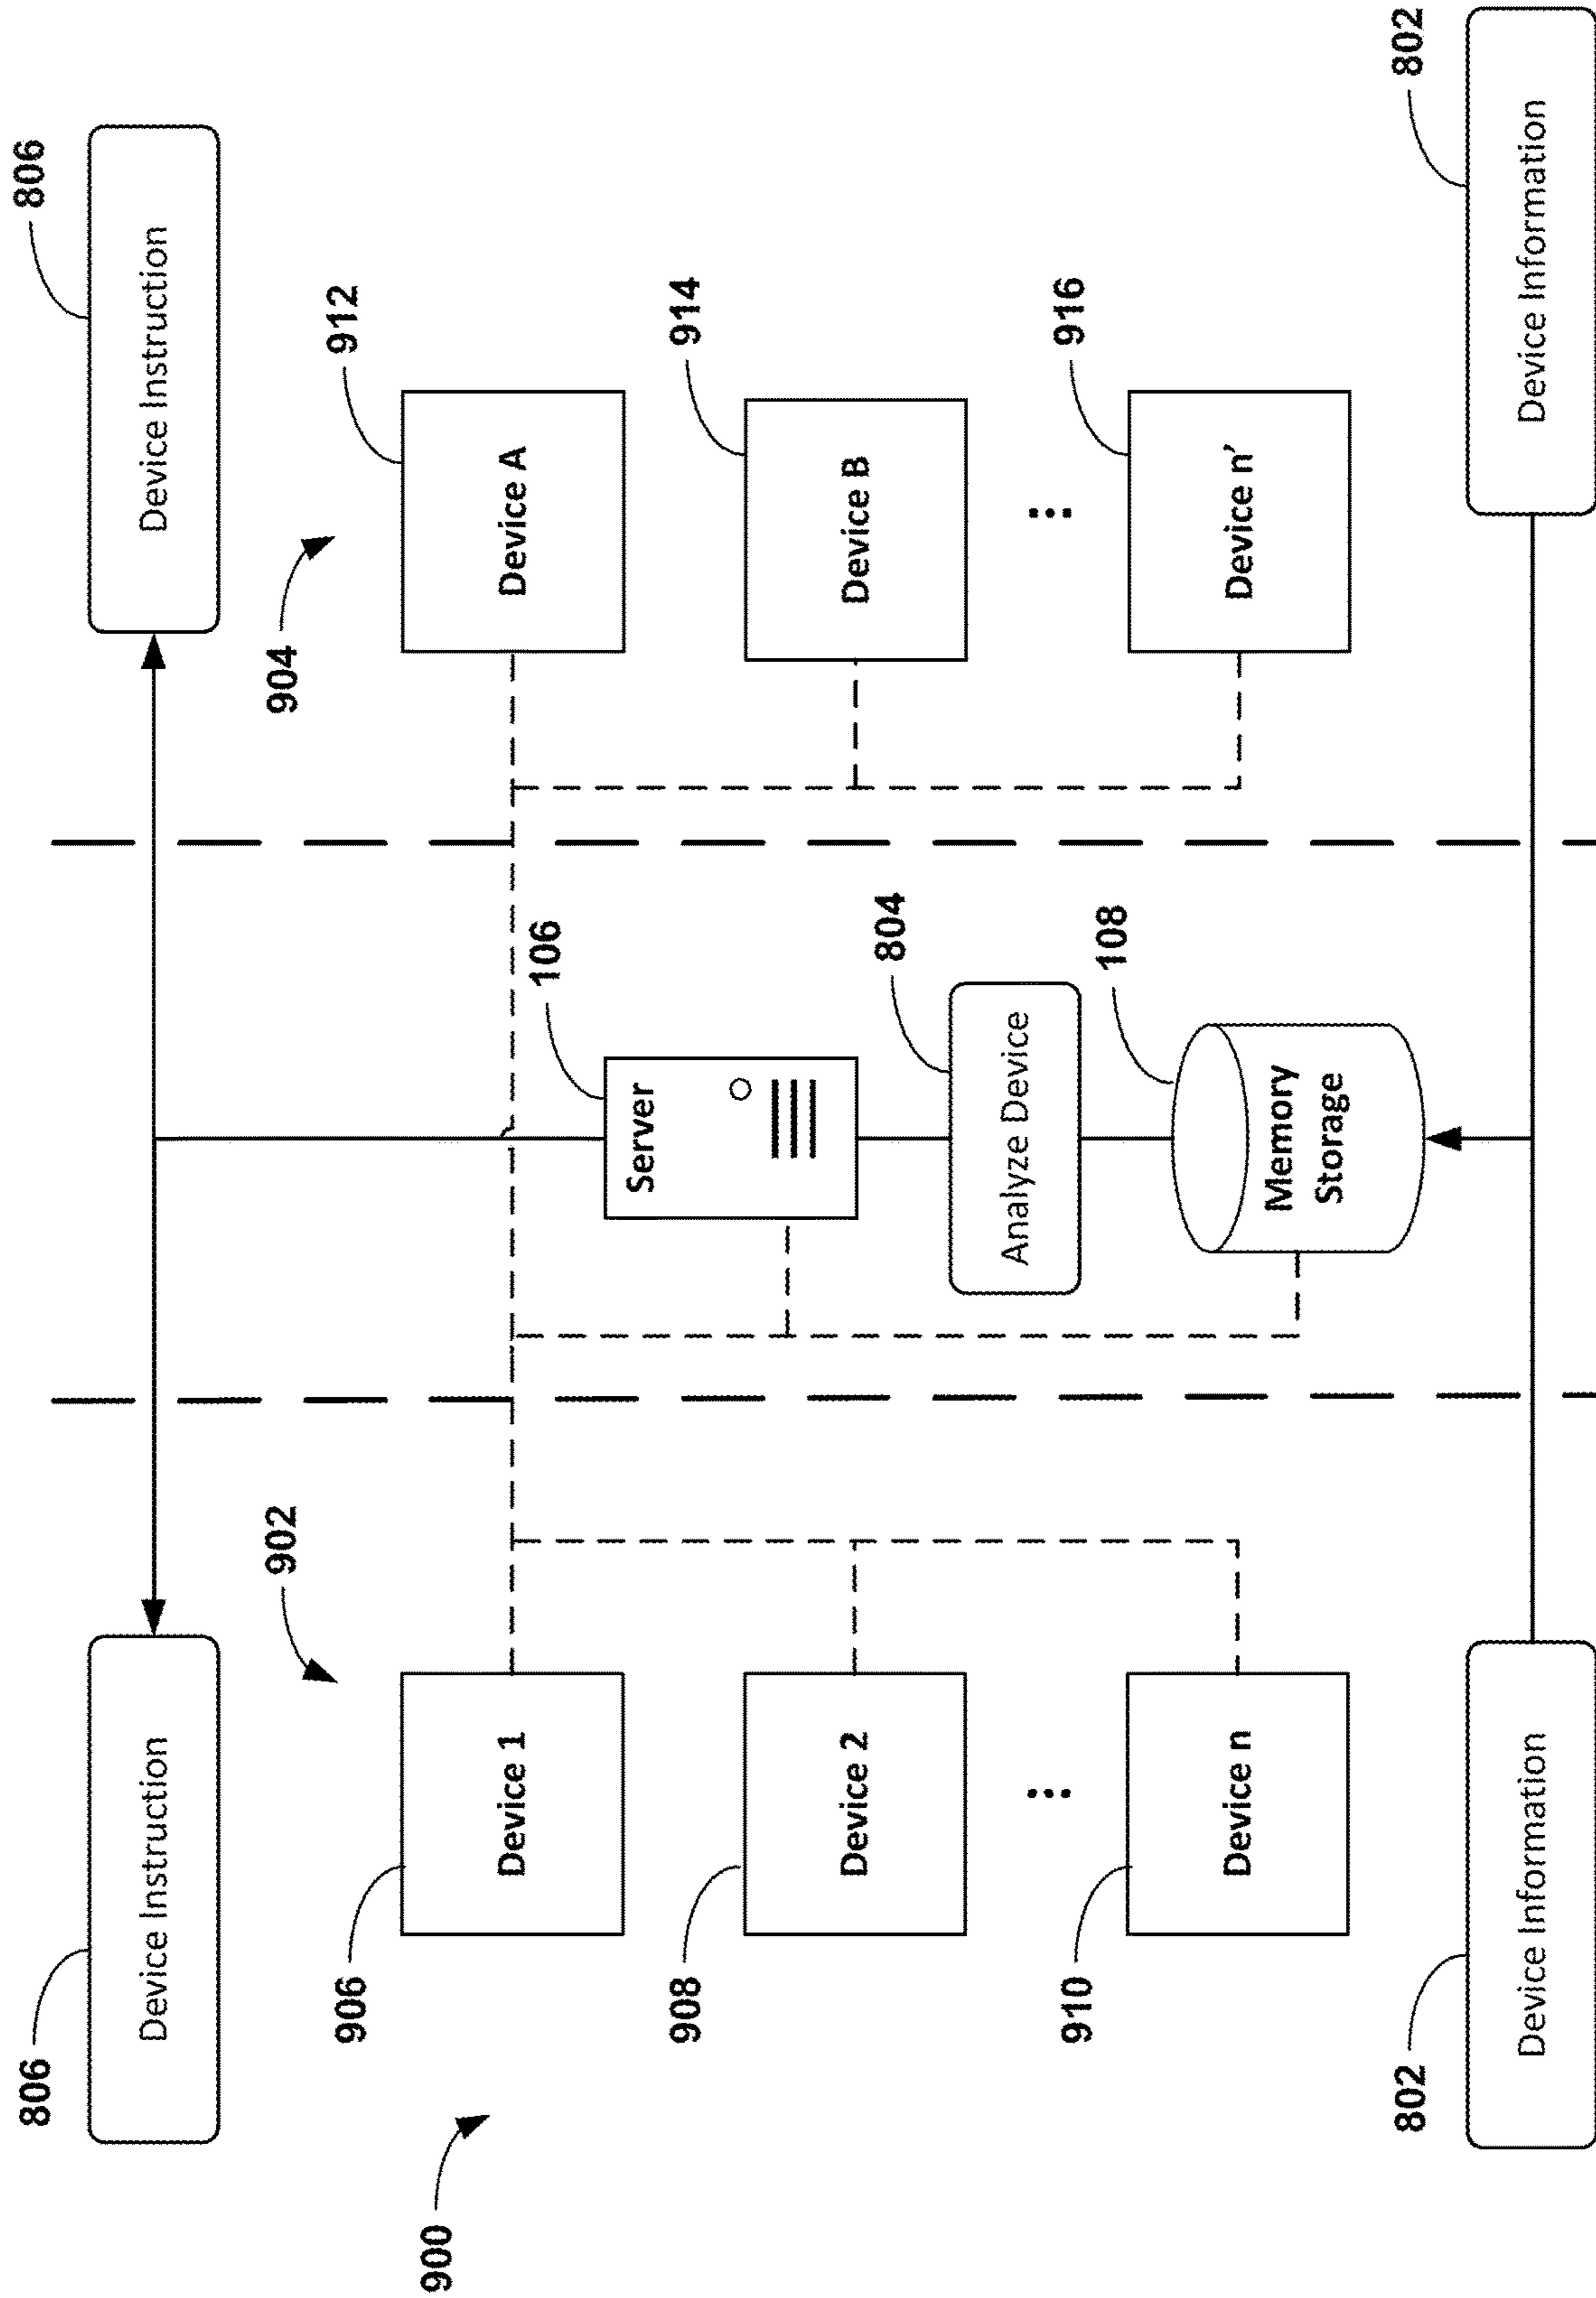 806
Device Instruction
806
Device Instruction
900
902
904
906
Device 1
912
Device A
908
Device 2
914
Device B
...
...
910
Device n
916
Device n’
106
Server
804
Analyze Device
108
Memory
Storage
802
Device Information
802
Device Information